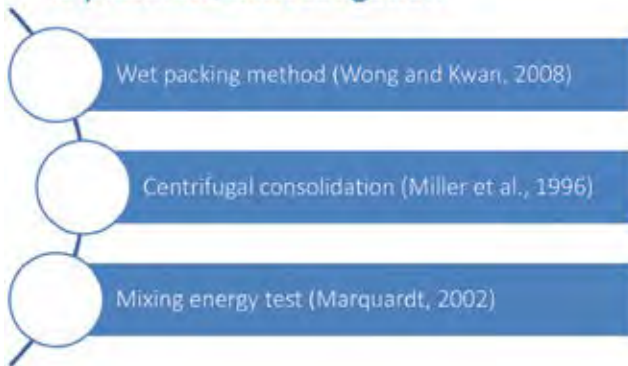 Wet packing method (Wong and Kwan, 2008)
Centrifugal consolidation (Miller et al., 1996)
Mixing energy test (Marquardt, 2002)